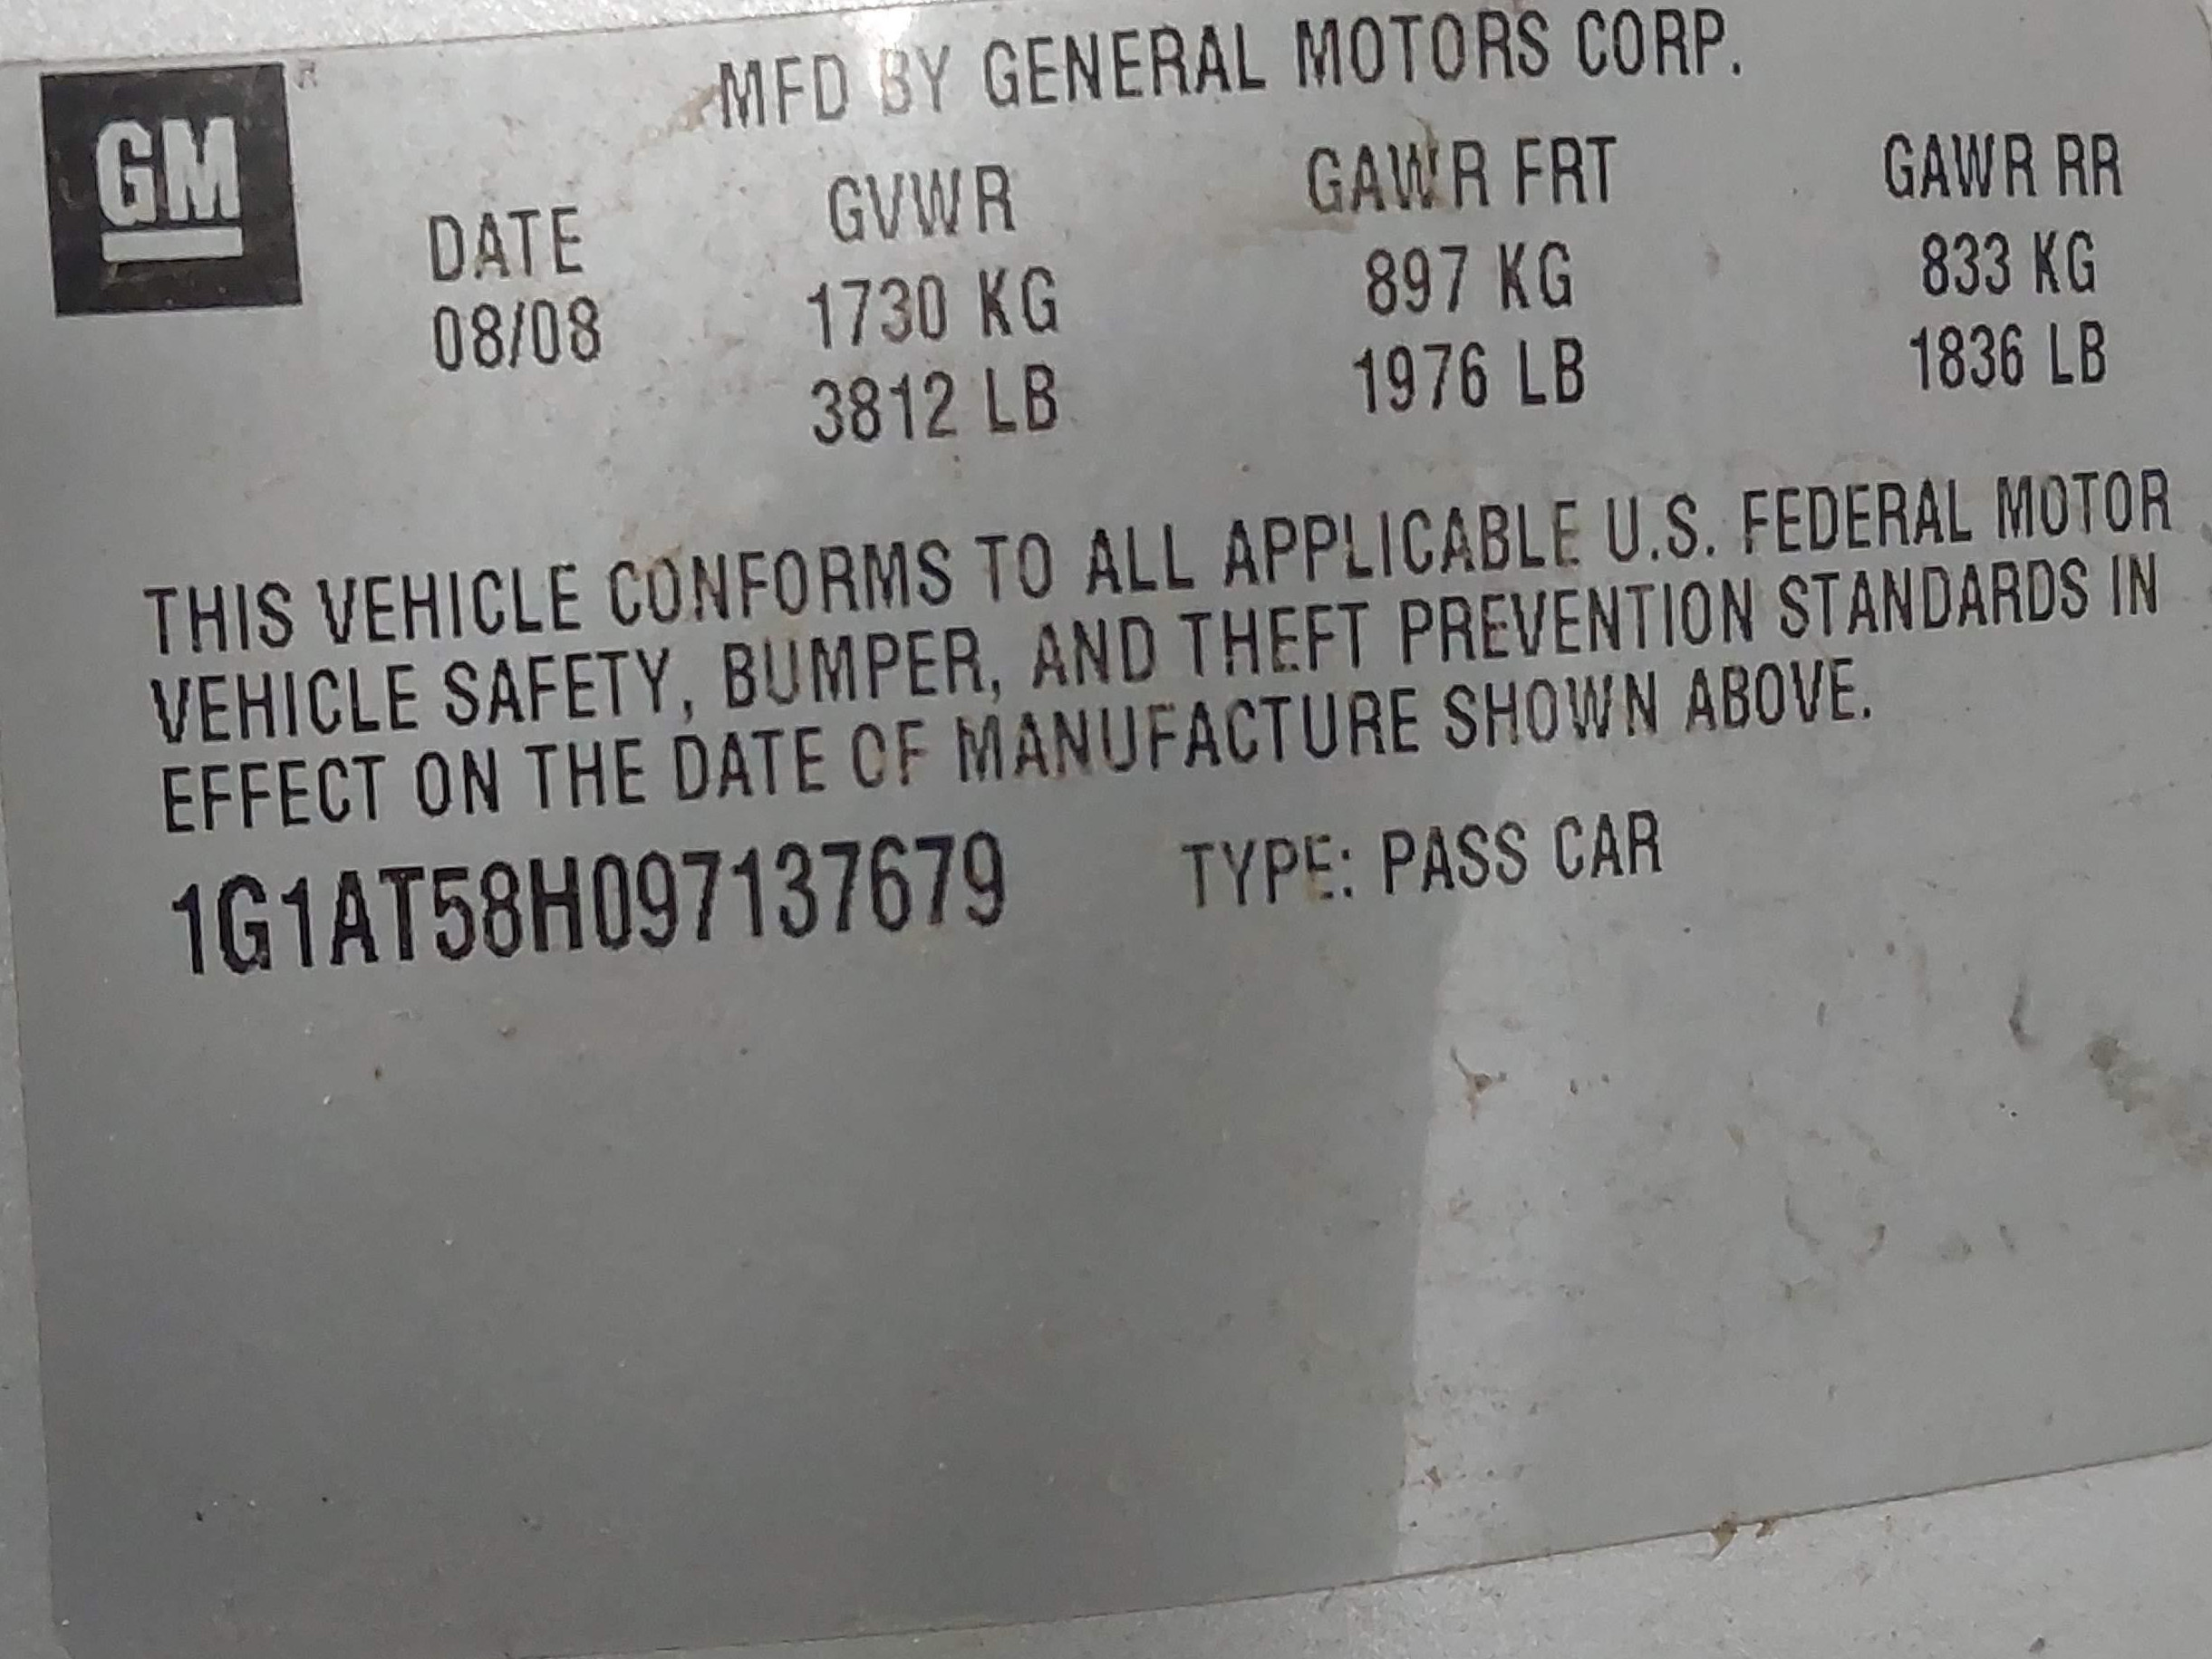 GM
MFD BY GENERAL MOTORS CORP.
DATE GVWR GAWR FRT GAWR RR
08/08 1730 KG 897 KG 833 KG
3812 LB 1976 LB 1836 LB
THIS VEHICLE CONFORMS TO ALL APPLICABLE U.S. FEDERAL MOTOR
VEHICLE SAFETY, BUMPER, AND THEFT PREVENTION STANDARDS IN
EFFECT ON THE DATE OF MANUFACTURE SHOWN ABOVE.
1G1AT58H097137679 TYPE: PASS CAR